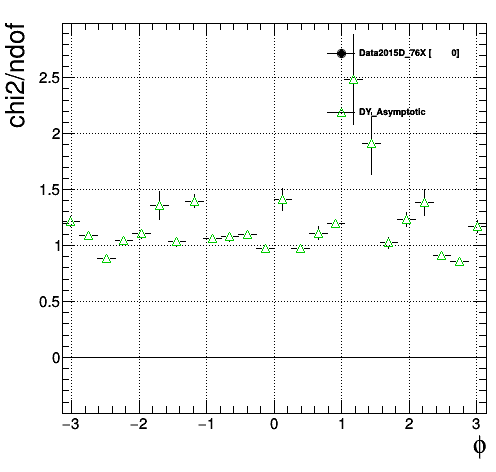 chi2/ndof
2.5
2
1.5
1
0.5
0
Data2015D_76X [ 0]
DY_Asymptotic
−3 −2 −1 0 1 2 3
ϕ